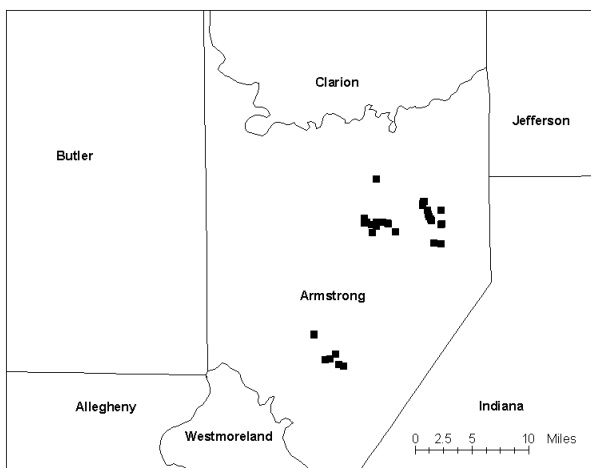 Clarion
Jefferson
Butler
Armstrong
Allegheny
Westmoreland
Indiana
0 2.5 5 10 Miles